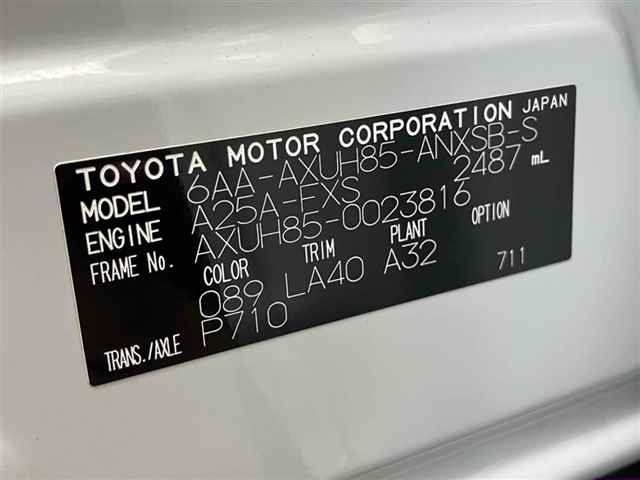 TOYOTA MOTOR CORPORATION JAPAN
MODEL 6AA-AXUH85-ANXSB-S
ENGINE A25A-FXS 2487 mL
FRAME No. AXUH85-0023816
COLOR TRIM PLANT OPTION
089 LA40 A32 711
TRANS./AXLE P710